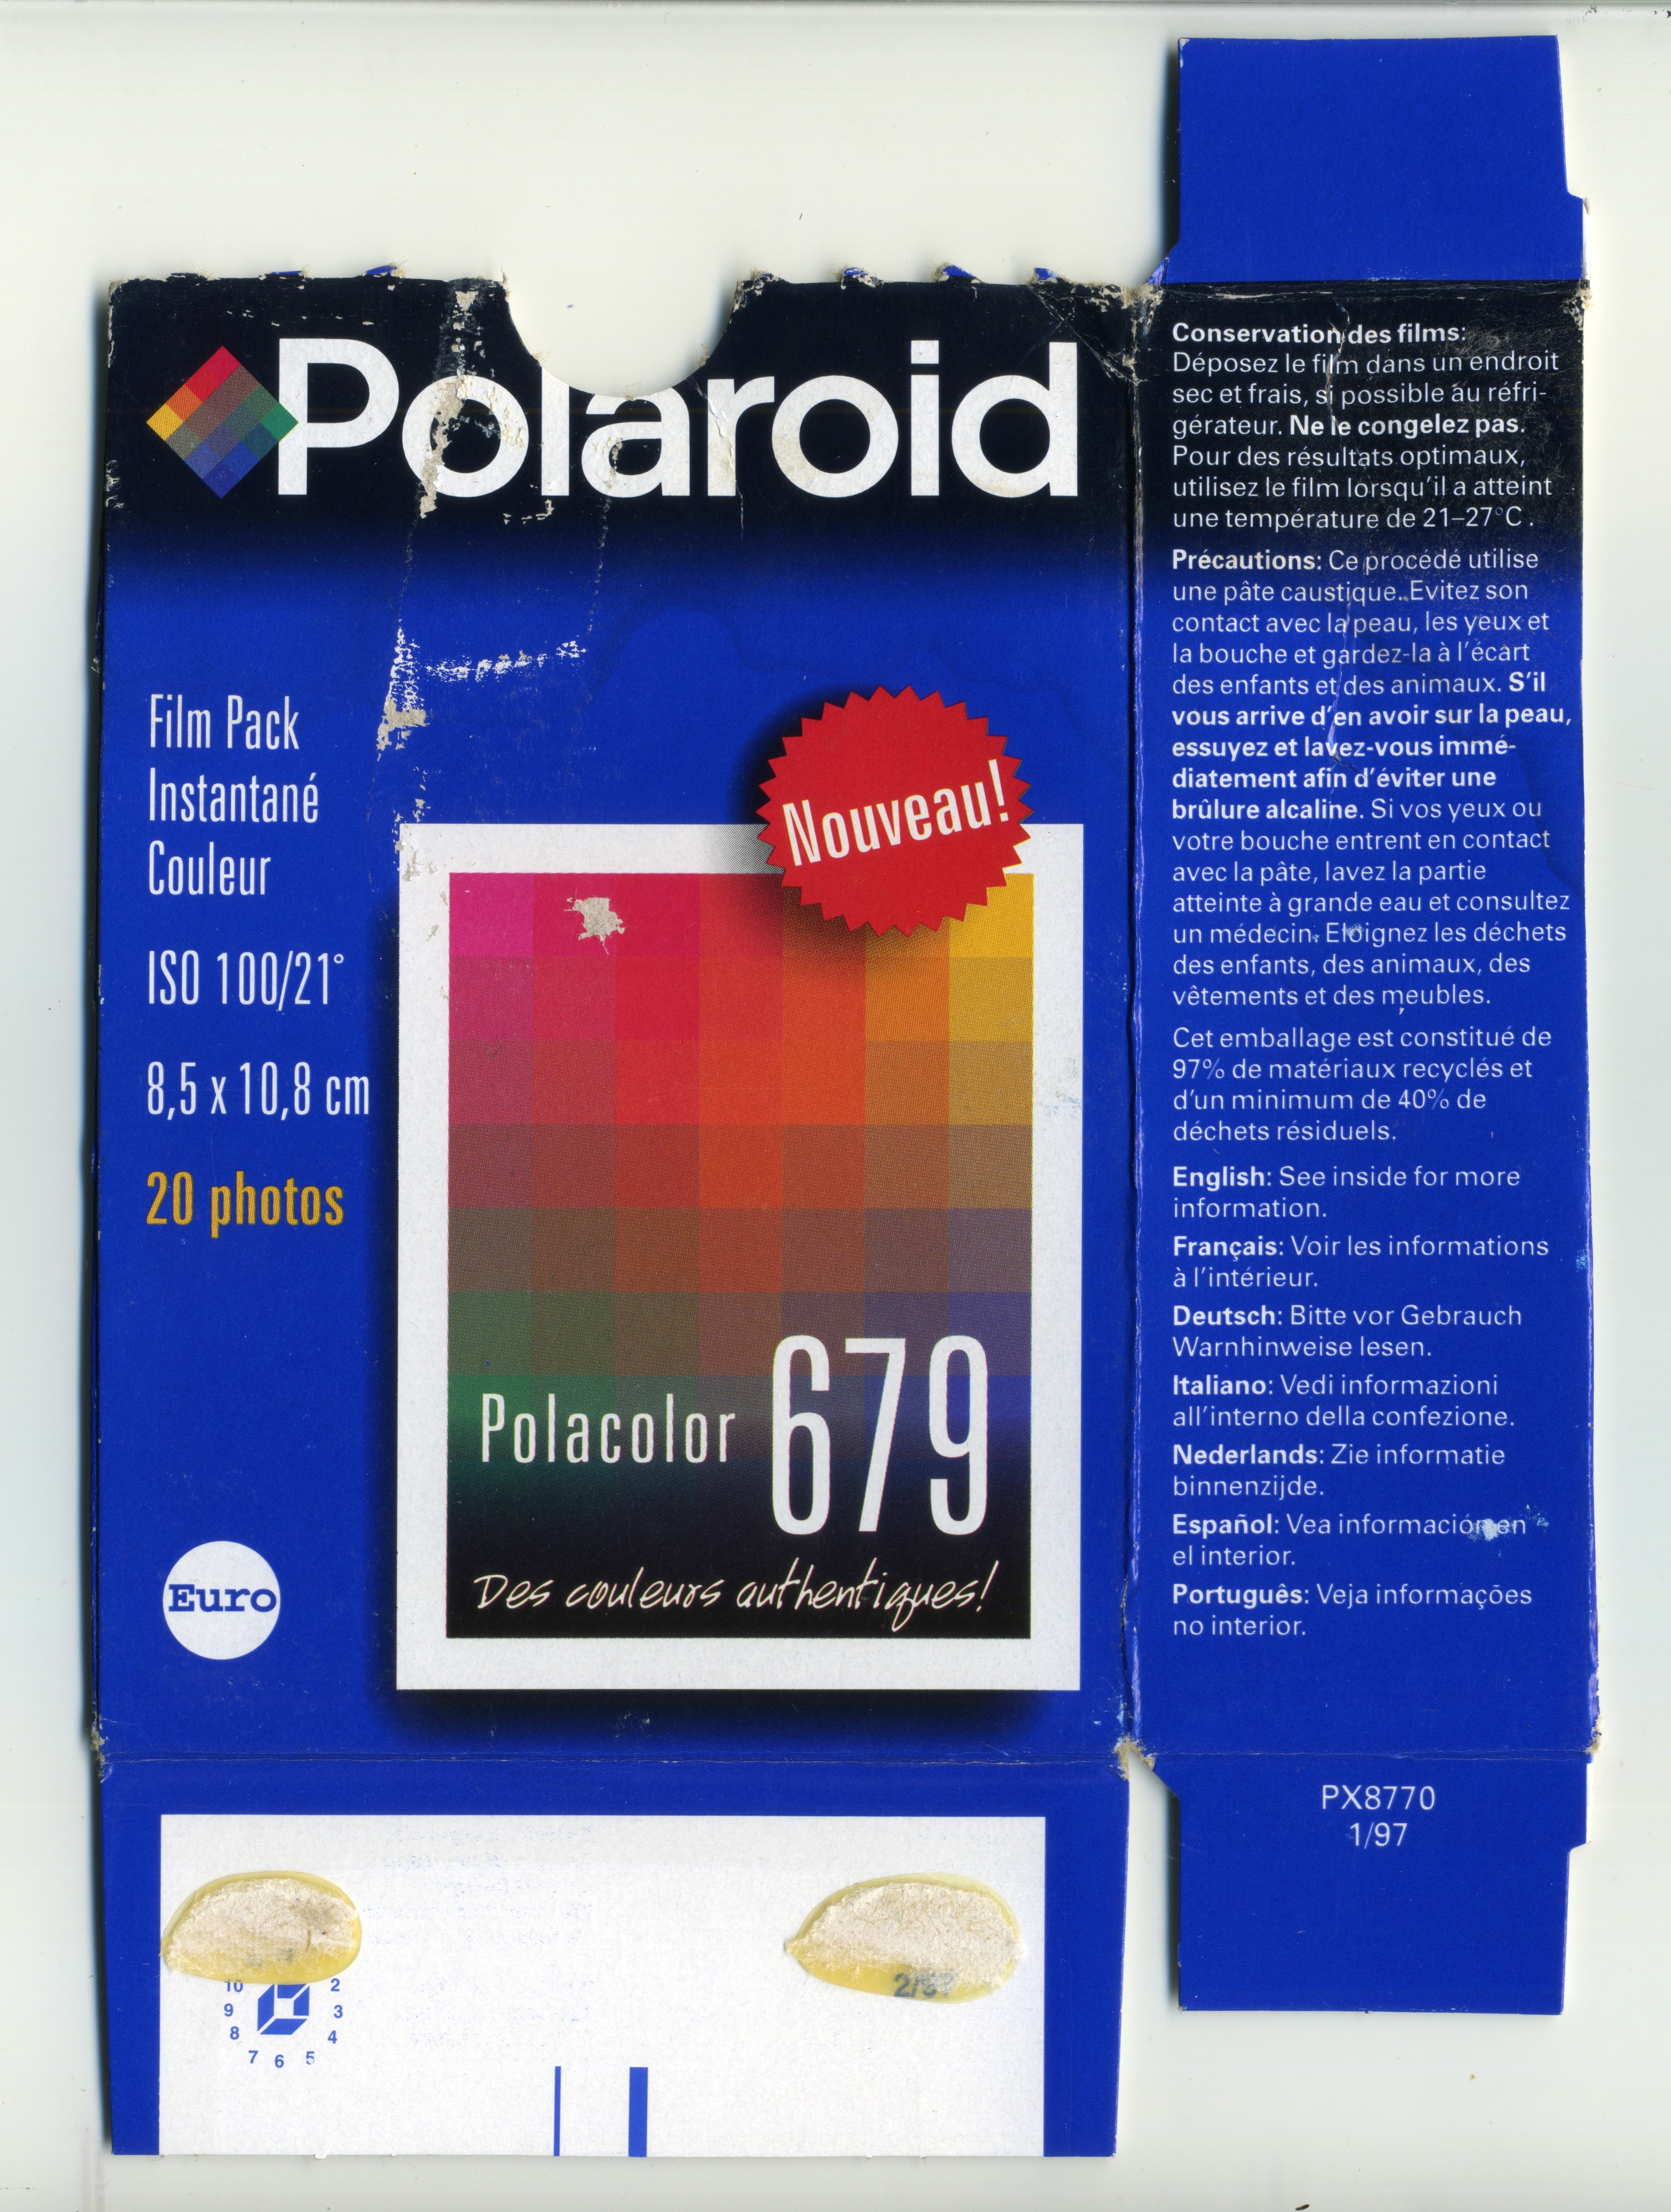 Polaroid
Film Pack
Instantané
Couleur
ISO 100/21°
8,5 x 10,8 cm
20 photos
Nouveau!
Polacolor 679
Des couleurs authentiques!
Euro
10
9
8
7
6
5
4
3
2
Conservation des films:
Déposez le film dans un endroit
sec et frais, si possible au réfri-
gérateur. Ne le congelez pas.
Pour des résultats optimaux,
utilisez le film lorsqu'il a atteint
une température de 21–27°C.
Précautions: Ce procédé utilise
une pâte caustique. Evitez son
contact avec la peau, les yeux et
la bouche et gardez-la à l'écart
des enfants et des animaux. S'il
vous arrive d'en avoir sur la peau,
essuyez et lavez-vous immé-
diatement afin d'éviter une
brûlure alcaline. Si vos yeux ou
votre bouche entrent en contact
avec la pâte, lavez la partie
atteinte à grande eau et consultez
un médecin. Eloignez les déchets
des enfants, des animaux, des
vêtements et des meubles.
Cet emballage est constitué de
97% de matériaux recyclés et
d'un minimum de 40% de
déchets résiduels.
English: See inside for more
information.
Français: Voir les informations
à l'intérieur.
Deutsch: Bitte vor Gebrauch
Warnhinweise lesen.
Italiano: Vedi informazioni
all'interno della confezione.
Nederlands: Zie informatie
binnenzijde.
Español: Vea información en
el interior.
Português: Veja informações
no interior.
PX8770
1/97